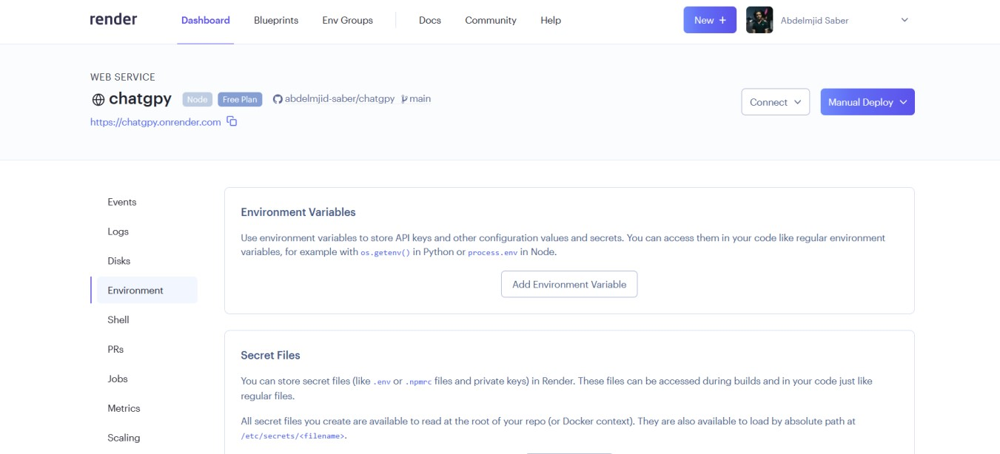 render Dashboard Blueprints Env Groups Docs Community Help New + Abdelmjid Saber
WEB SERVICE
chatgpy Node Free Plan abdelmjid-saber/chatgpy main
https://chatgpy.onrender.com
Connect Manual Deploy
Events
Logs
Disks
Environment
Shell
PRs
Jobs
Metrics
Scaling
Environment Variables
Use environment variables to store API keys and other configuration values and secrets. You can access them in your code like regular environment
variables, for example with os.getenv() in Python or process.env in Node.
Add Environment Variable
Secret Files
You can store secret files (like .env or .npmrc files and private keys) in Render. These files can be accessed during builds and in your code just like
regular files.
All secret files you create are available to read at the root of your repo (or Docker context). They are also available to load by absolute path at
/etc/secrets/<filename>.